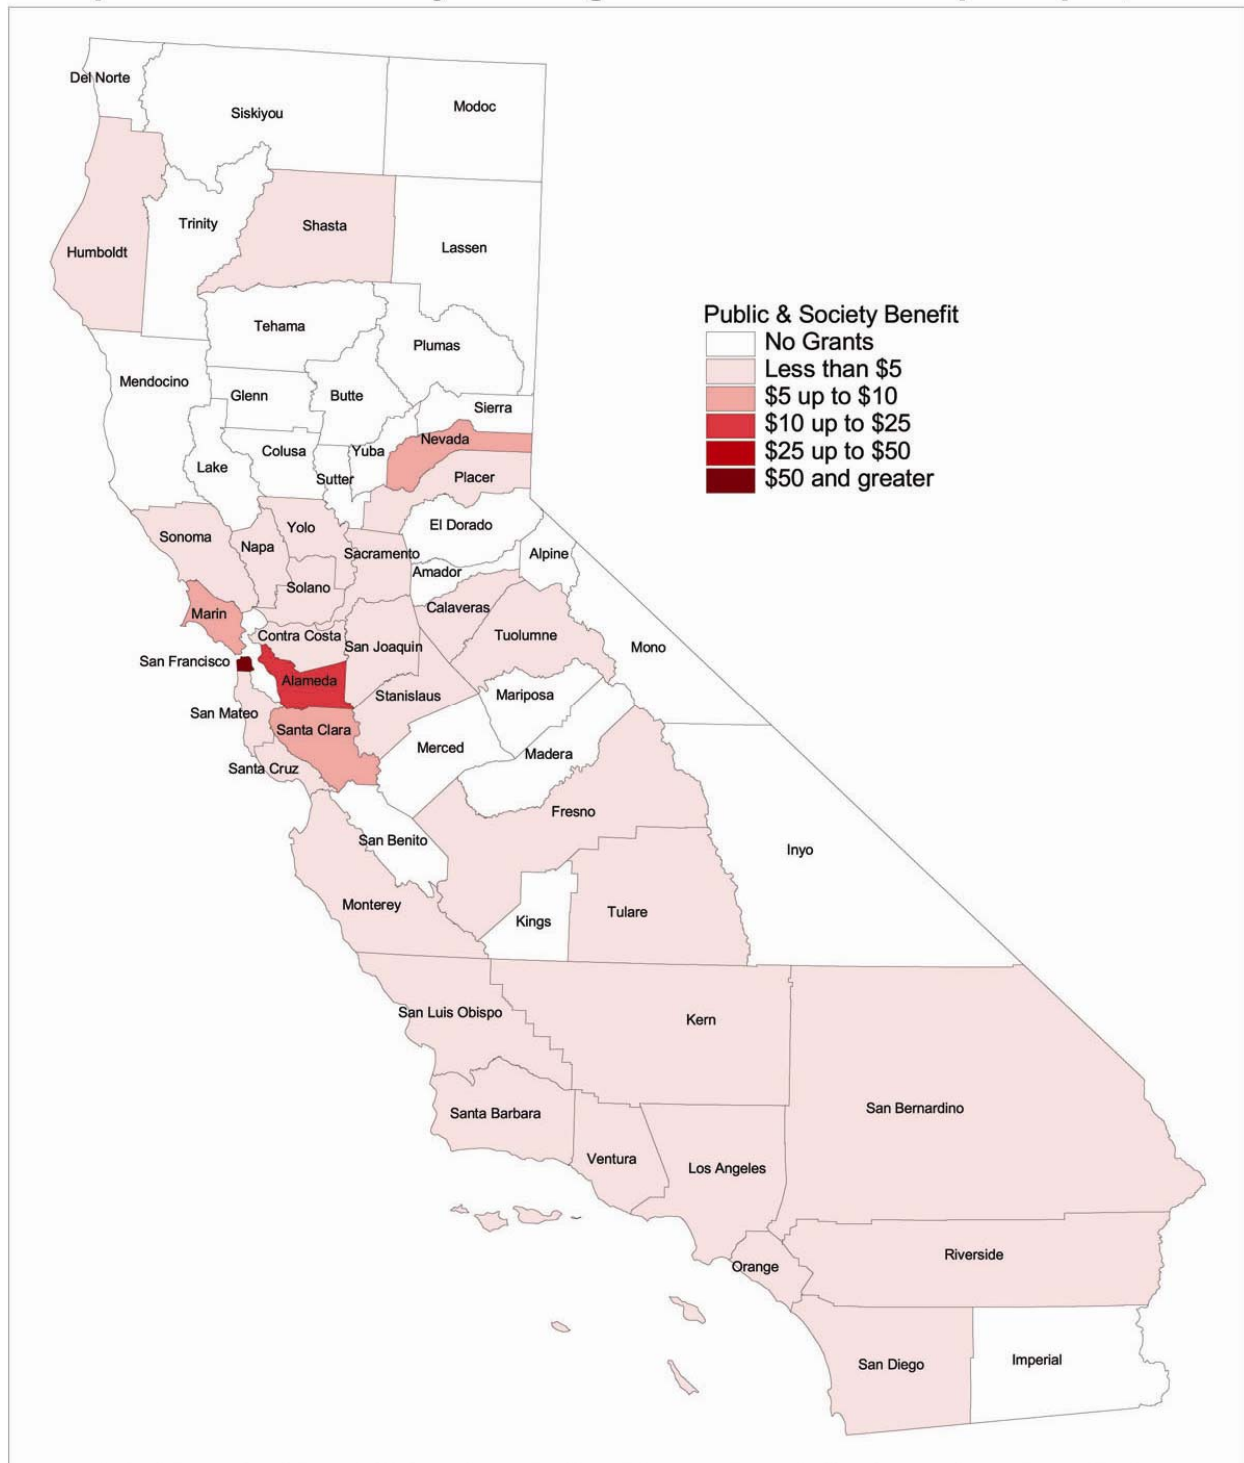 Del Norte
Siskiyou
Modoc
Humboldt
Trinity
Shasta
Lassen
Tehama
Plumas
Mendocino
Glenn
Butte
Sierra
Lake
Colusa
Sutter
Yuba
Nevada
Placer
Public & Society Benefit
No Grants
Less than $5
$5 up to $10
$10 up to $25
$25 up to $50
$50 and greater
Sonoma
Napa
Yolo
Sacramento
El Dorado
Alpine
Amador
Solano
Marin
Calaveras
Contra Costa
San Joaquin
Tuolumne
Mono
San Francisco
Alameda
Stanislaus
Mariposa
San Mateo
Santa Clara
Merced
Madera
Santa Cruz
Fresno
San Benito
Inyo
Monterey
Kings
Tulare
San Luis Obispo
Kern
Santa Barbara
San Bernardino
Ventura
Los Angeles
Orange
Riverside
San Diego
Imperial